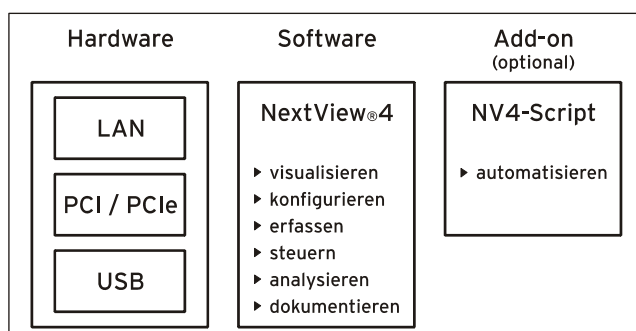 Hardware
LAN
PCI / PCIe
USB
Software
NextView®4
▸ visualisieren
▸ konfigurieren
▸ erfassen
▸ steuern
▸ analysieren
▸ dokumentieren
Add-on
(optional)
NV4-Script
▸ automatisieren